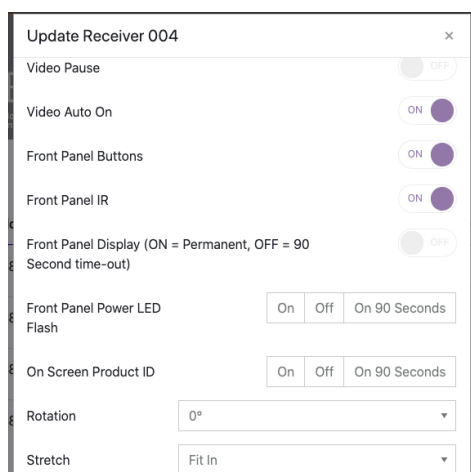 Update Receiver 004 ×
Video Pause OFF
Video Auto On ON
Front Panel Buttons ON
Front Panel IR ON
Front Panel Display (ON = Permanent, OFF = 90 OFF
Second time-out)
Front Panel Power LED On Off On 90 Seconds
Flash
On Screen Product ID On Off On 90 Seconds
Rotation 0°
Stretch Fit In